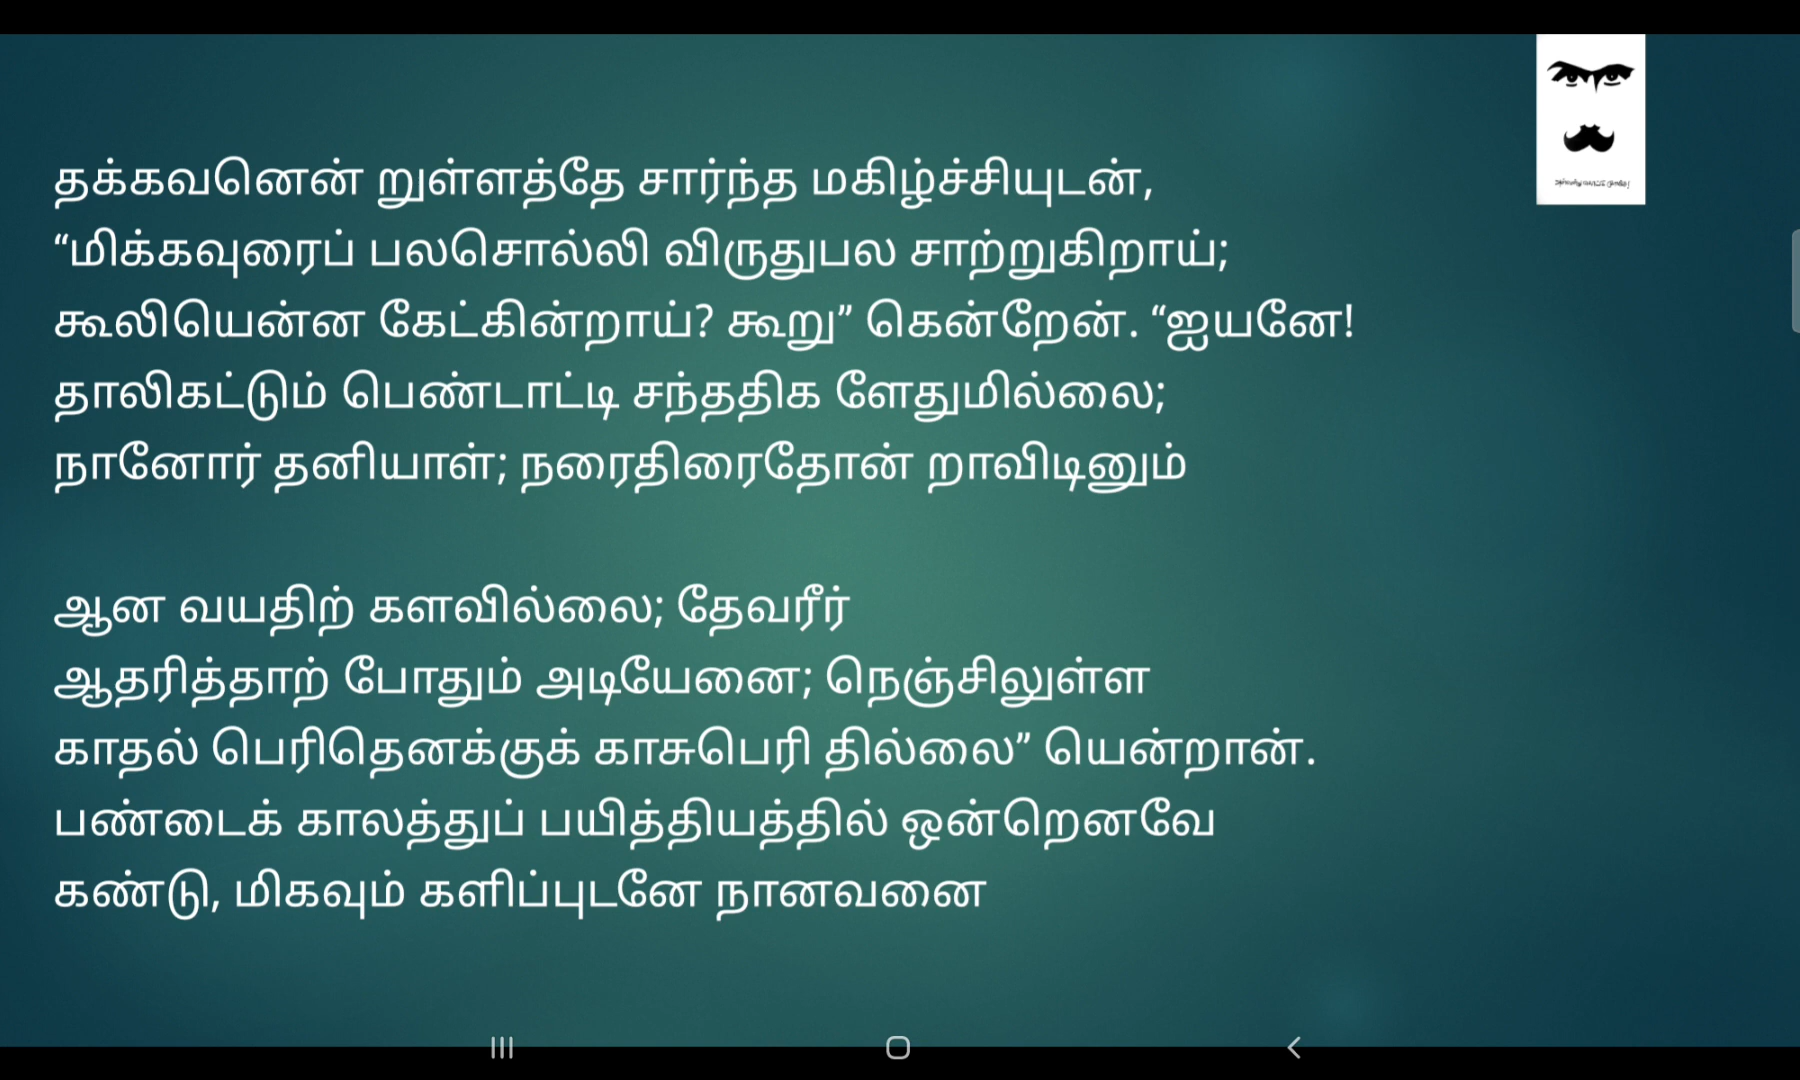 தக்கவனென் றுள்ளத்தே சார்ந்த மகிழ்ச்சியுடன்,
“மிக்கவுரைப் பலசொல்லி விருதுபல சாற்றுகிறாய்;
கூலியென்ன கேட்கின்றாய்? கூறு” கென்றேன். “ஐயனே!
தாலிகட்டும் பெண்டாட்டி சந்ததிக ளேதுமில்லை;
நானோர் தனியாள்; நரைதிரைதோன் றாவிடினும்
ஆன வயதிற் களவில்லை; தேவரீர்
ஆதரித்தாற் போதும் அடியேனை; நெஞ்சிலுள்ள
காதல் பெரிதெனக்குக் காசுபெரி தில்லை” யென்றான்.
பண்டைக் காலத்துப் பயித்தியத்தில் ஒன்றெனவே
கண்டு, மிகவும் களிப்புடனே நானவனை